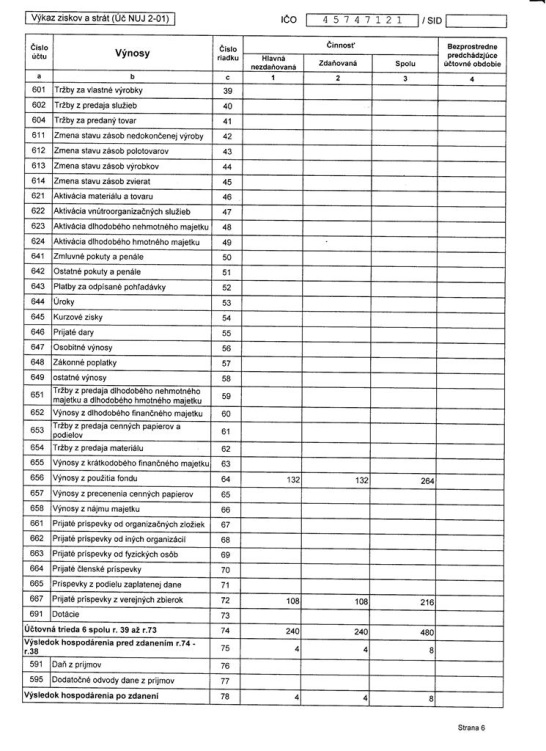 Výkaz ziskov a strát (Úč NUJ 2-01)
IČO 45747121 / SID
Číslo účtu Výnosy Číslo riadku Činnosť Bezprostredne predchádzajúce účtovné obdobie
Hlavná nezdaňovaná Zdaňovaná Spolu
a b c 1 2 3 4
601 Tržby za vlastné výrobky 39
602 Tržby z predaja služieb 40
604 Tržby za predaný tovar 41
611 Zmena stavu zásob nedokončenej výroby 42
612 Zmena stavu zásob polotovarov 43
613 Zmena stavu zásob výrobkov 44
614 Zmena stavu zásob zvierat 45
621 Aktivácia materiálu a tovaru 46
622 Aktivácia vnútroorganizačných služieb 47
623 Aktivácia dlhodobého nehmotného majetku 48
624 Aktivácia dlhodobého hmotného majetku 49
641 Zmluvné pokuty a penále 50
642 Ostatné pokuty a penále 51
643 Platby za odpísané pohľadávky 52
644 Úroky 53
645 Kurzové zisky 54
646 Prijaté dary 55
647 Osobitné výnosy 56
648 Zákonné poplatky 57
649 ostatné výnosy 58
651 Tržby z predaja dlhodobého nehmotného majetku a dlhodobého hmotného majetku 59
652 Výnosy z dlhodobého finančného majetku 60
653 Tržby z predaja cenných papierov a podielov 61
654 Tržby z predaja materiálu 62
655 Výnosy z krátkodobého finančného majetku 63
656 Výnosy z použitia fondu 64 132 132 264
657 Výnosy z precenenia cenných papierov 65
658 Výnosy z nájmu majetku 66
661 Prijaté príspevky od organizačných zložiek 67
662 Prijaté príspevky od iných organizácií 68
663 Prijaté príspevky od fyzických osôb 69
664 Prijaté členské príspevky 70
665 Príspevky z podielu zaplatenej dane 71
667 Prijaté príspevky z verejných zbierok 72 108 108 216
691 Dotácie 73
Účtovná trieda 6 spolu r. 39 až r.73 74 240 240 480
Výsledok hospodárenia pred zdanením r.74 - r.38 75 4 4 8
591 Daň z príjmov 76
595 Dodatočné odvody dane z príjmov 77
Výsledok hospodárenia po zdanení 78 4 4 8
Strana 6